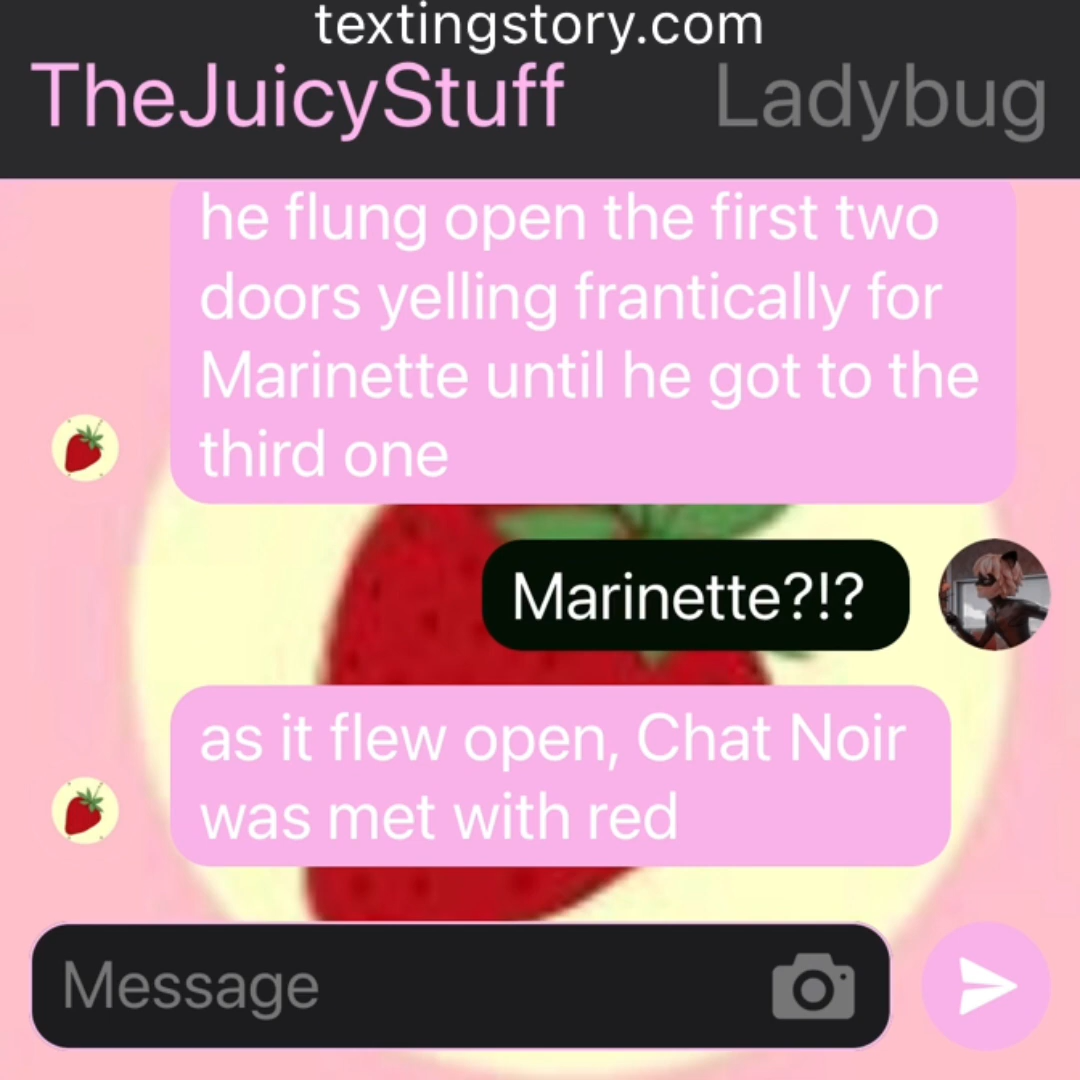 textingstory.com
TheJuicyStuff
Ladybug
he flung open the first two
doors yelling frantically for
Marinette until he got to the
third one
Marinette?!?
as it flew open, Chat Noir
was met with red
Message